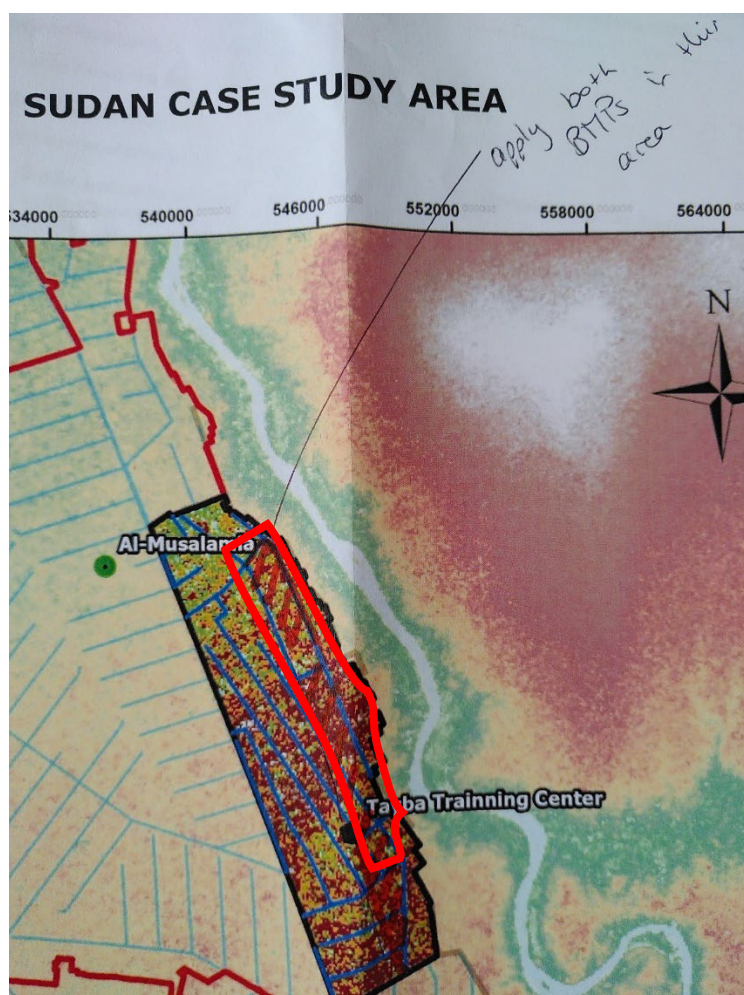 SUDAN CASE STUDY AREA
apply both
BMPs in this
area
534000 540000 546000 552000 558000 564000
N
Al-Musalamia
Taiba Trainning Center